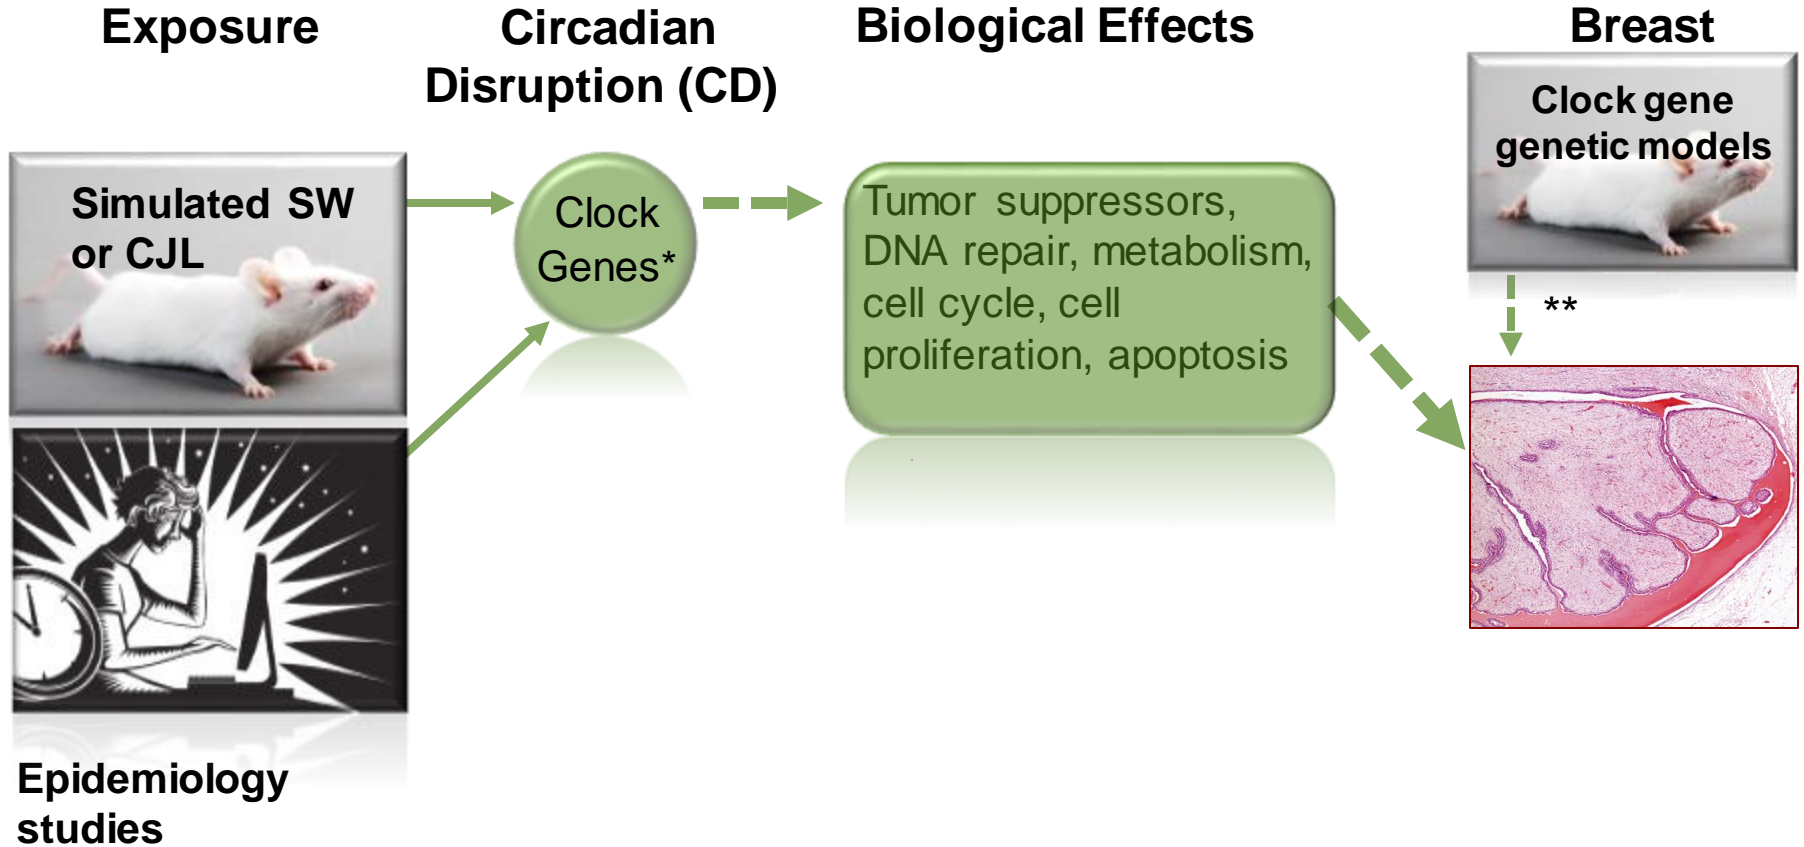 Exposure
Circadian
Disruption (CD)
Biological Effects
Breast
Simulated SW
or CJL
Clock
Genes*
Tumor suppressors,
DNA repair, metabolism,
cell cycle, cell
proliferation, apoptosis
Clock gene
genetic models
**
Epidemiology
studies